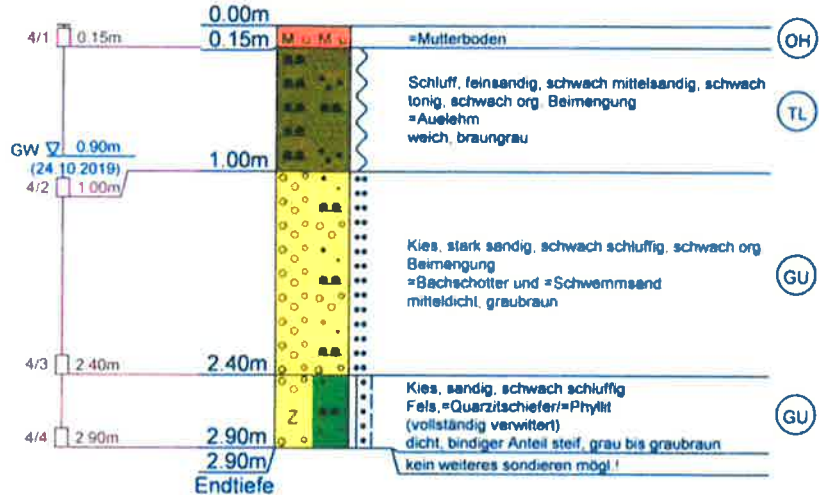 0.00m
4/1 0.15m 0.15m M u M u =Mutterboden OH
Schluff, feinsandig, schwach mittelsandig, schwach
tonig, schwach org. Beimengung
=Auelehm
weich, braungrau
TL
GW 0.90m
(24.10.2019)
1.00m
4/2 1.00m
Kies, stark sandig, schwach schluffig, schwach org
Beimengung
=Bachschotter und =Schwemmsand
mitteldicht, graubraun
GU
4/3 2.40m 2.40m
Kies, sandig, schwach schluffig
Fels,=Quarzitschiefer/=Phyllit
(vollständig verwittert)
dicht, bindiger Anteil steif, grau bis graubraun
Z
GU
4/4 2.90m 2.90m
2.90m kein weiteres sondieren mögl.!
Endtiefe